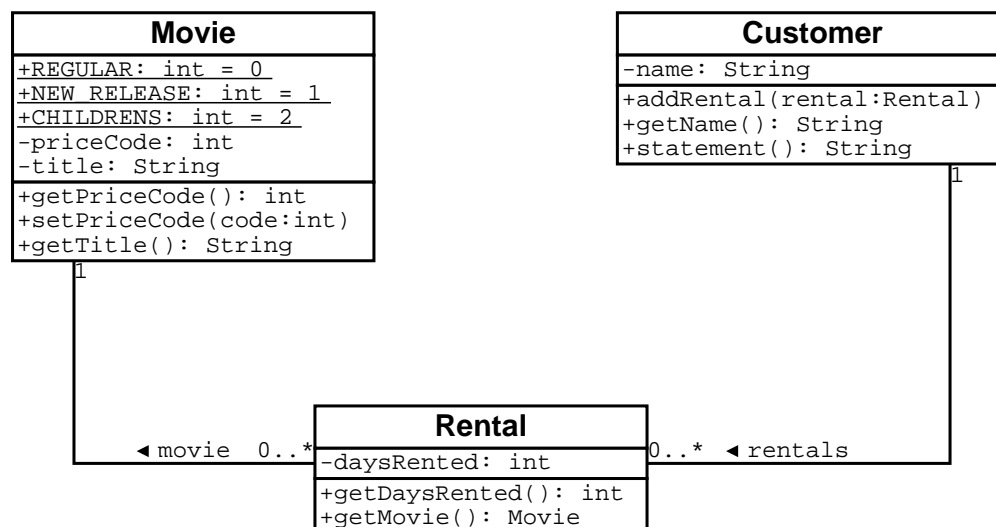 Movie
+REGULAR: int = 0
+NEW_RELEASE: int = 1
+CHILDRENS: int = 2
-priceCode: int
-title: String
+getPriceCode(): int
+setPriceCode(code:int)
+getTitle(): String
1
Customer
-name: String
+addRental(rental:Rental)
+getName(): String
+statement(): String
1
◄ movie 0..*
Rental
-daysRented: int
+getDaysRented(): int
+getMovie(): Movie
0..* ◄ rentals